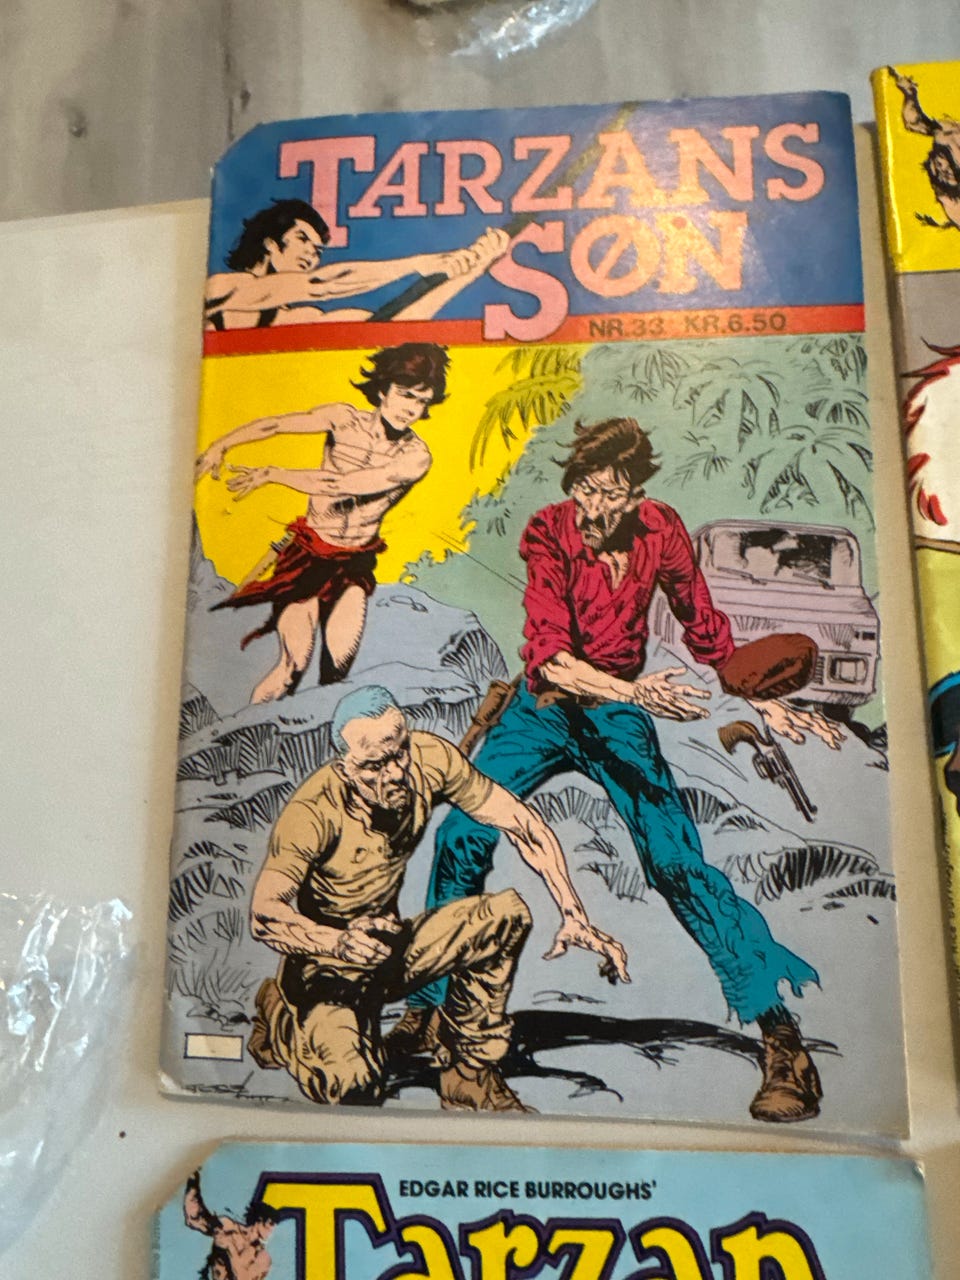 TARZANS
SØN
NR.33 KR.6.50
EDGAR RICE BURROUGHS'
Tarzan